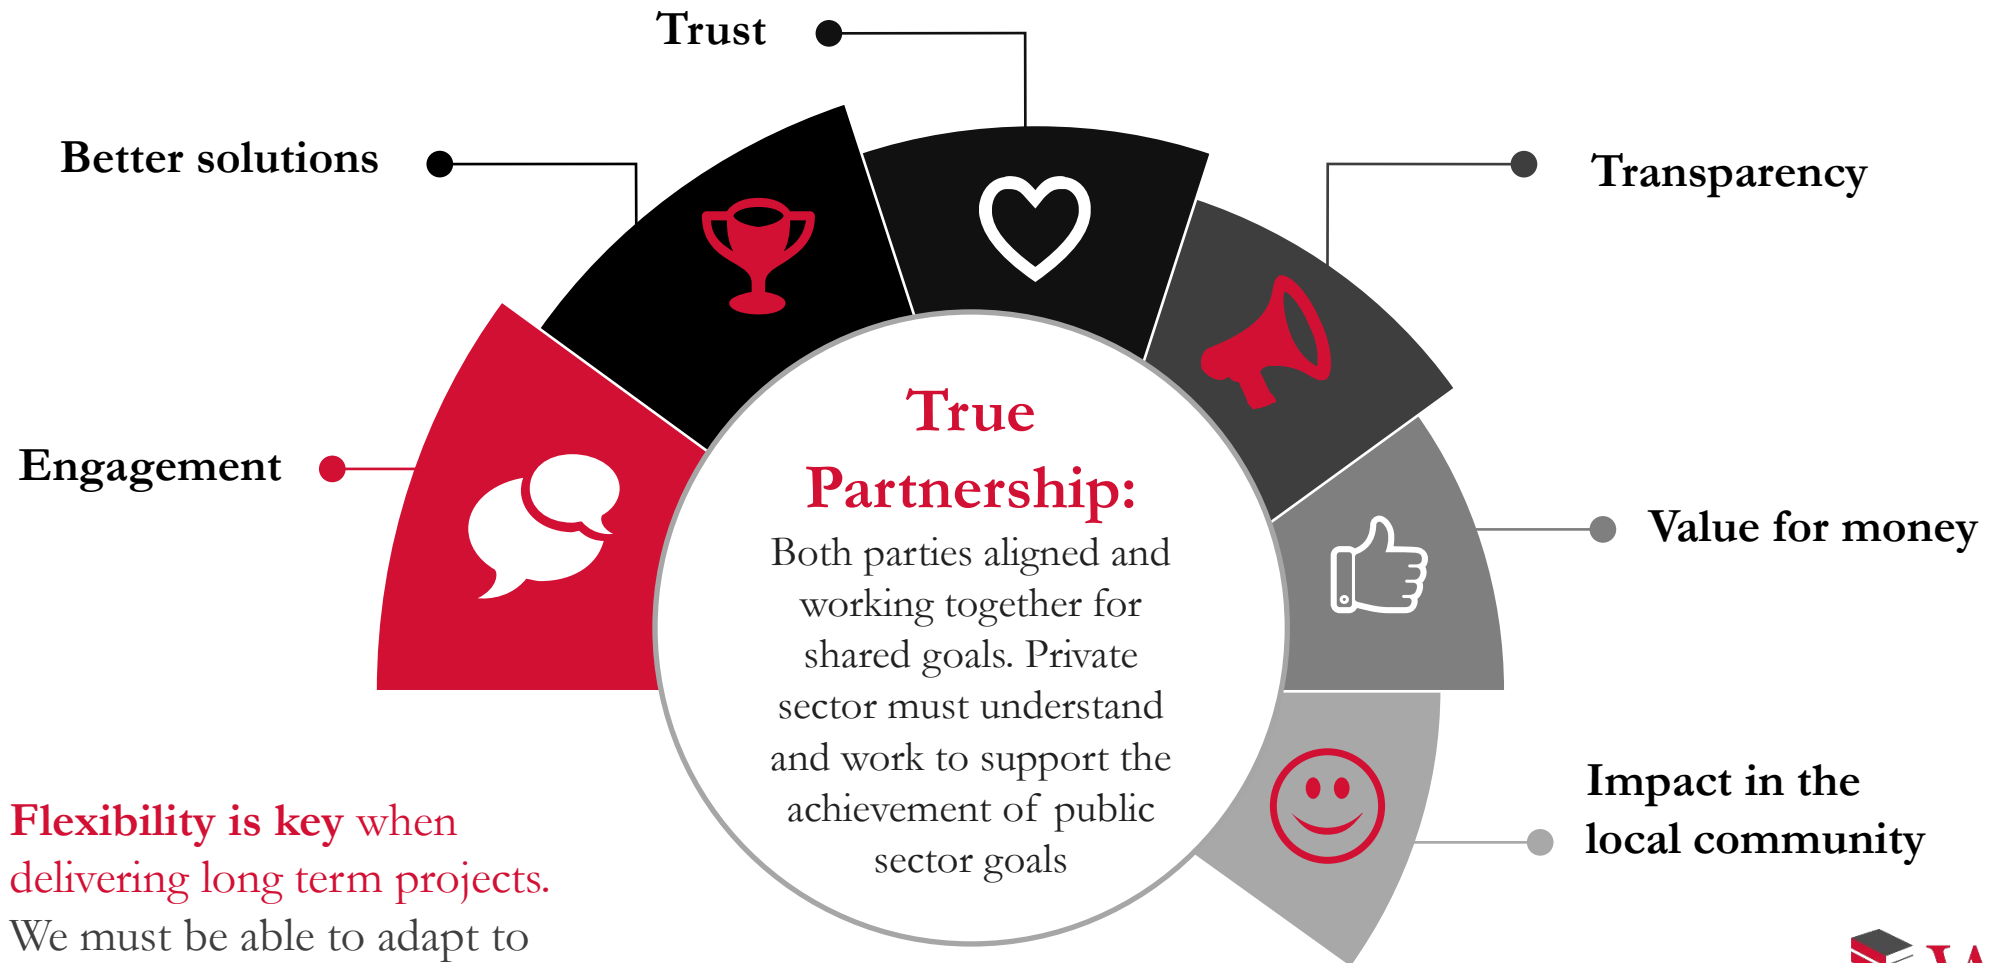 Trust
Better solutions
Transparency
Engagement
True
Partnership:
Both parties aligned and
working together for
shared goals. Private
sector must understand
and work to support the
achievement of public
sector goals
Value for money
Impact in the
local community
Flexibility is key when
delivering long term projects.
We must be able to adapt to